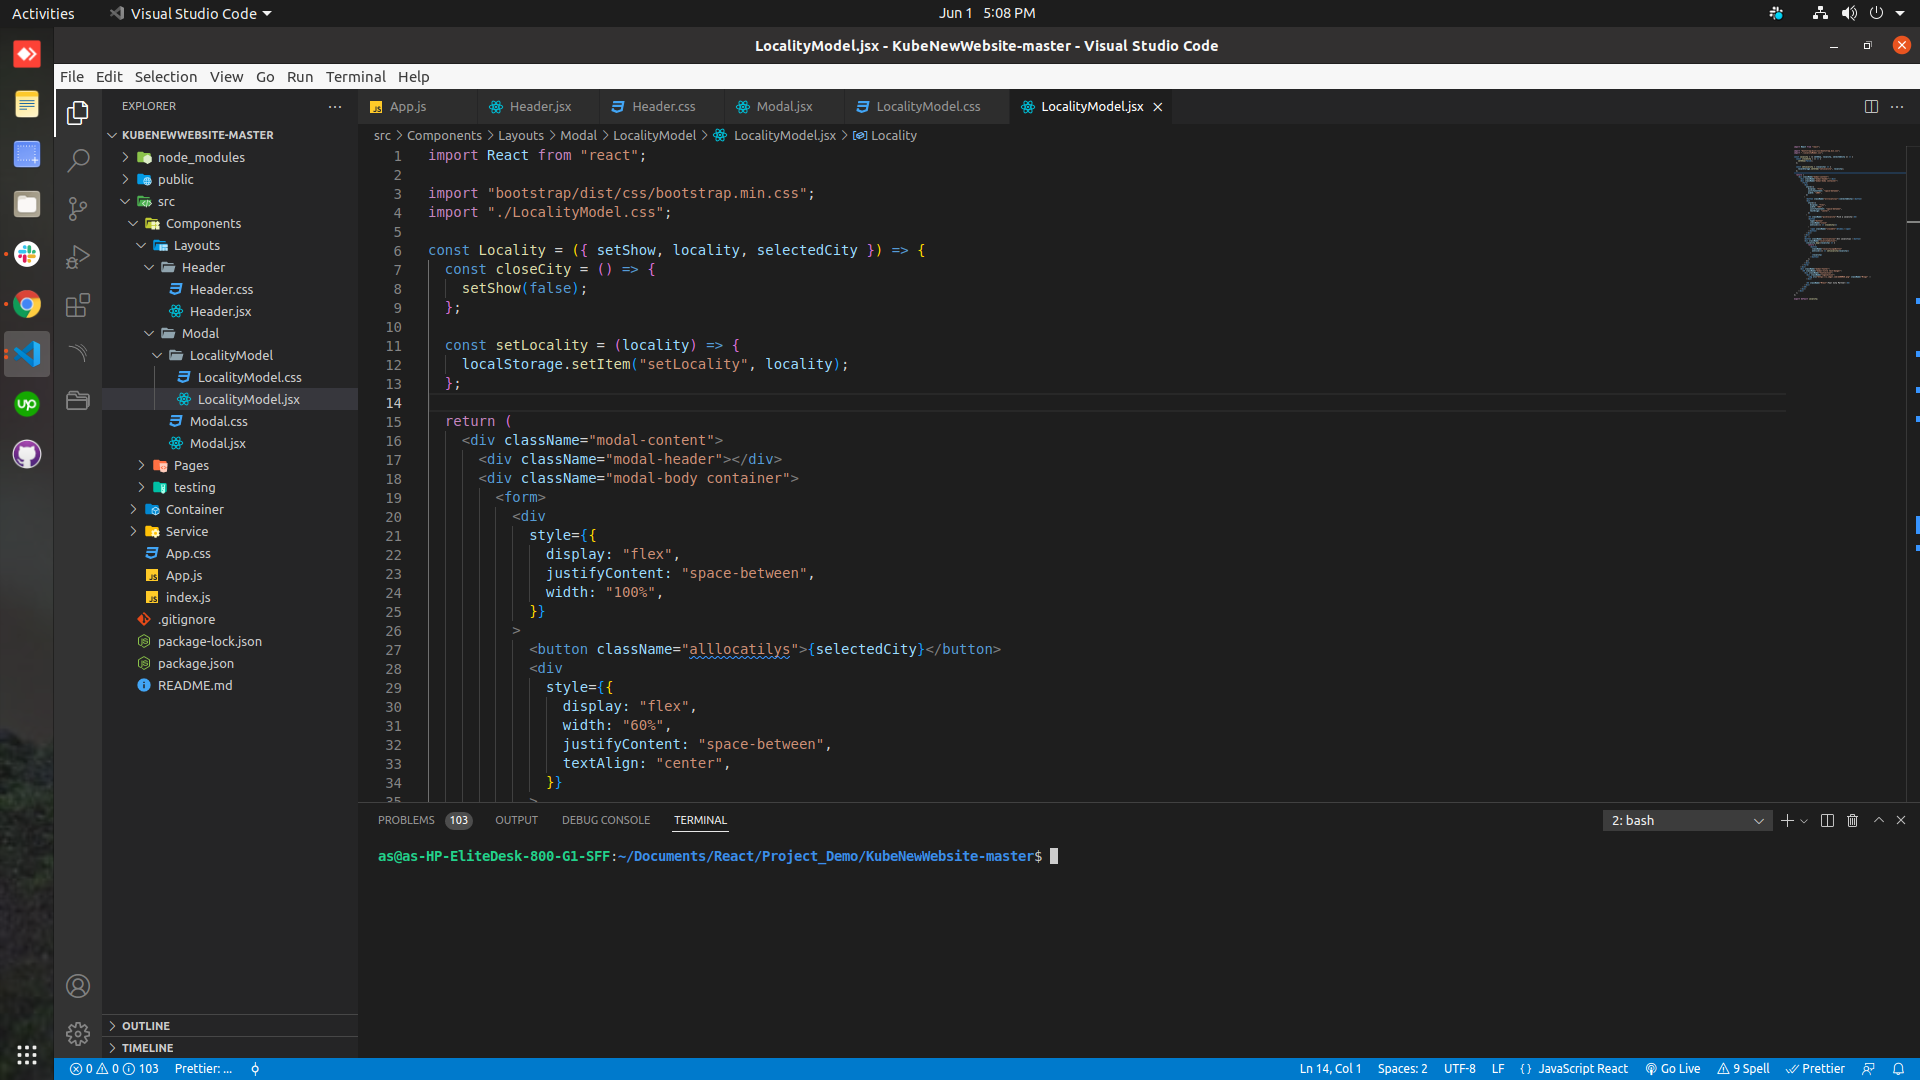 Activities
Visual Studio Code
Jun 1 5:08 PM
LocalityModel.jsx - KubeNewWebsite-master - Visual Studio Code
File Edit Selection View Go Run Terminal Help
EXPLORER
KUBENEWWEBSITE-MASTER
node_modules
public
src
Components
Layouts
Header
Header.css
Header.jsx
Modal
LocalityModel
LocalityModel.css
LocalityModel.jsx
Modal.css
Modal.jsx
Pages
testing
Container
Service
App.css
App.js
index.js
.gitignore
package-lock.json
package.json
README.md
OUTLINE
TIMELINE
App.js Header.jsx Header.css Modal.jsx LocalityModel.css LocalityModel.jsx
src > Components > Layouts > Modal > LocalityModel > LocalityModel.jsx > Locality
1 import React from "react";
2
3 import "bootstrap/dist/css/bootstrap.min.css";
4 import "./LocalityModel.css";
5
6 const Locality = ({ setShow, locality, selectedCity }) => {
7 const closeCity = () => {
8 setShow(false);
9 };
10
11 const setLocality = (locality) => {
12 localStorage.setItem("setLocality", locality);
13 };
14
15 return (
16 <div className="modal-content">
17 <div className="modal-header"></div>
18 <div className="modal-body container">
19 <form>
20 <div
21 style={{
22 display: "flex",
23 justifyContent: "space-between",
24 width: "100%",
25 }}
26 >
27 <button className="alllocatilys">{selectedCity}</button>
28 <div
29 style={{
30 display: "flex",
31 width: "60%",
32 justifyContent: "space-between",
33 textAlign: "center",
34 }}
35 >
PROBLEMS 103 OUTPUT DEBUG CONSOLE TERMINAL
2: bash
as@as-HP-EliteDesk-800-G1-SFF:~/Documents/React/Project_Demo/KubeNewWebsite-master$
0 0 103 Prettier: ...
Ln 14, Col 1 Spaces: 2 UTF-8 LF {} JavaScript React Go Live 9 Spell Prettier
up